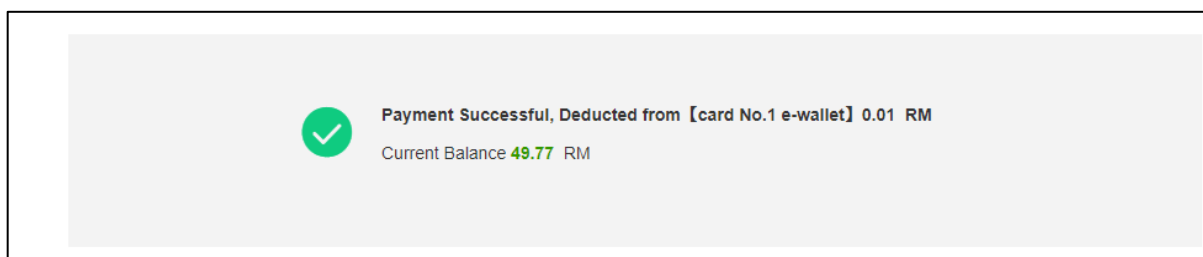 Payment Successful, Deducted from【card No.1 e-wallet】0.01 RM
Current Balance 49.77 RM